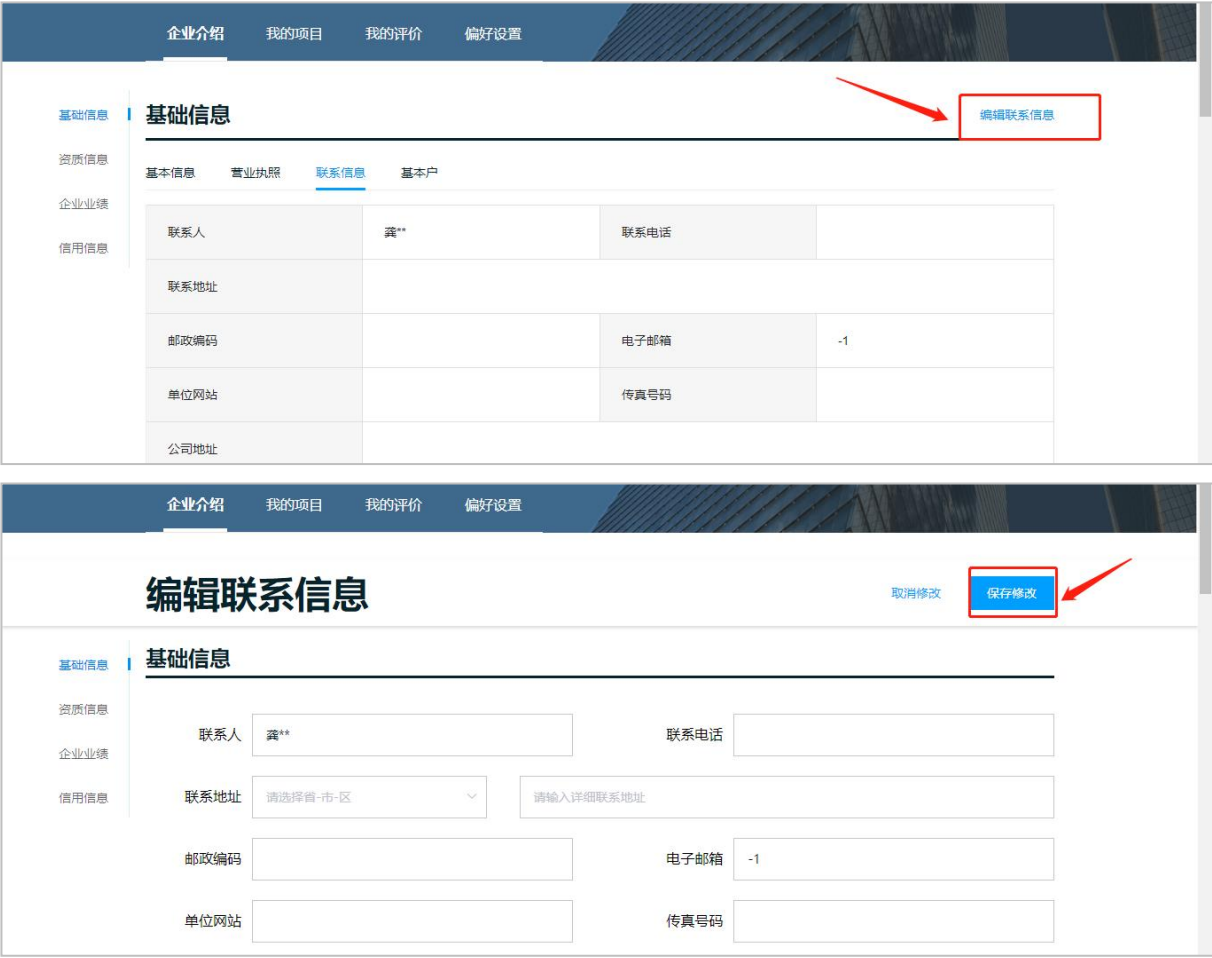 企业介绍 我的项目 我的评价 偏好设置
基础信息 基础信息 编辑联系信息
资质信息 基本信息 营业执照 联系信息 基本户
企业业绩
信用信息
联系人 龚** 联系电话
联系地址
邮政编码 电子邮箱 -1
单位网站 传真号码
公司地址
企业介绍 我的项目 我的评价 偏好设置
编辑联系信息 取消修改 保存修改
基础信息 基础信息
资质信息
企业业绩
信用信息
联系人 龚** 联系电话
联系地址 请选择省-市-区 请输入详细联系地址
邮政编码 电子邮箱 -1
单位网站 传真号码